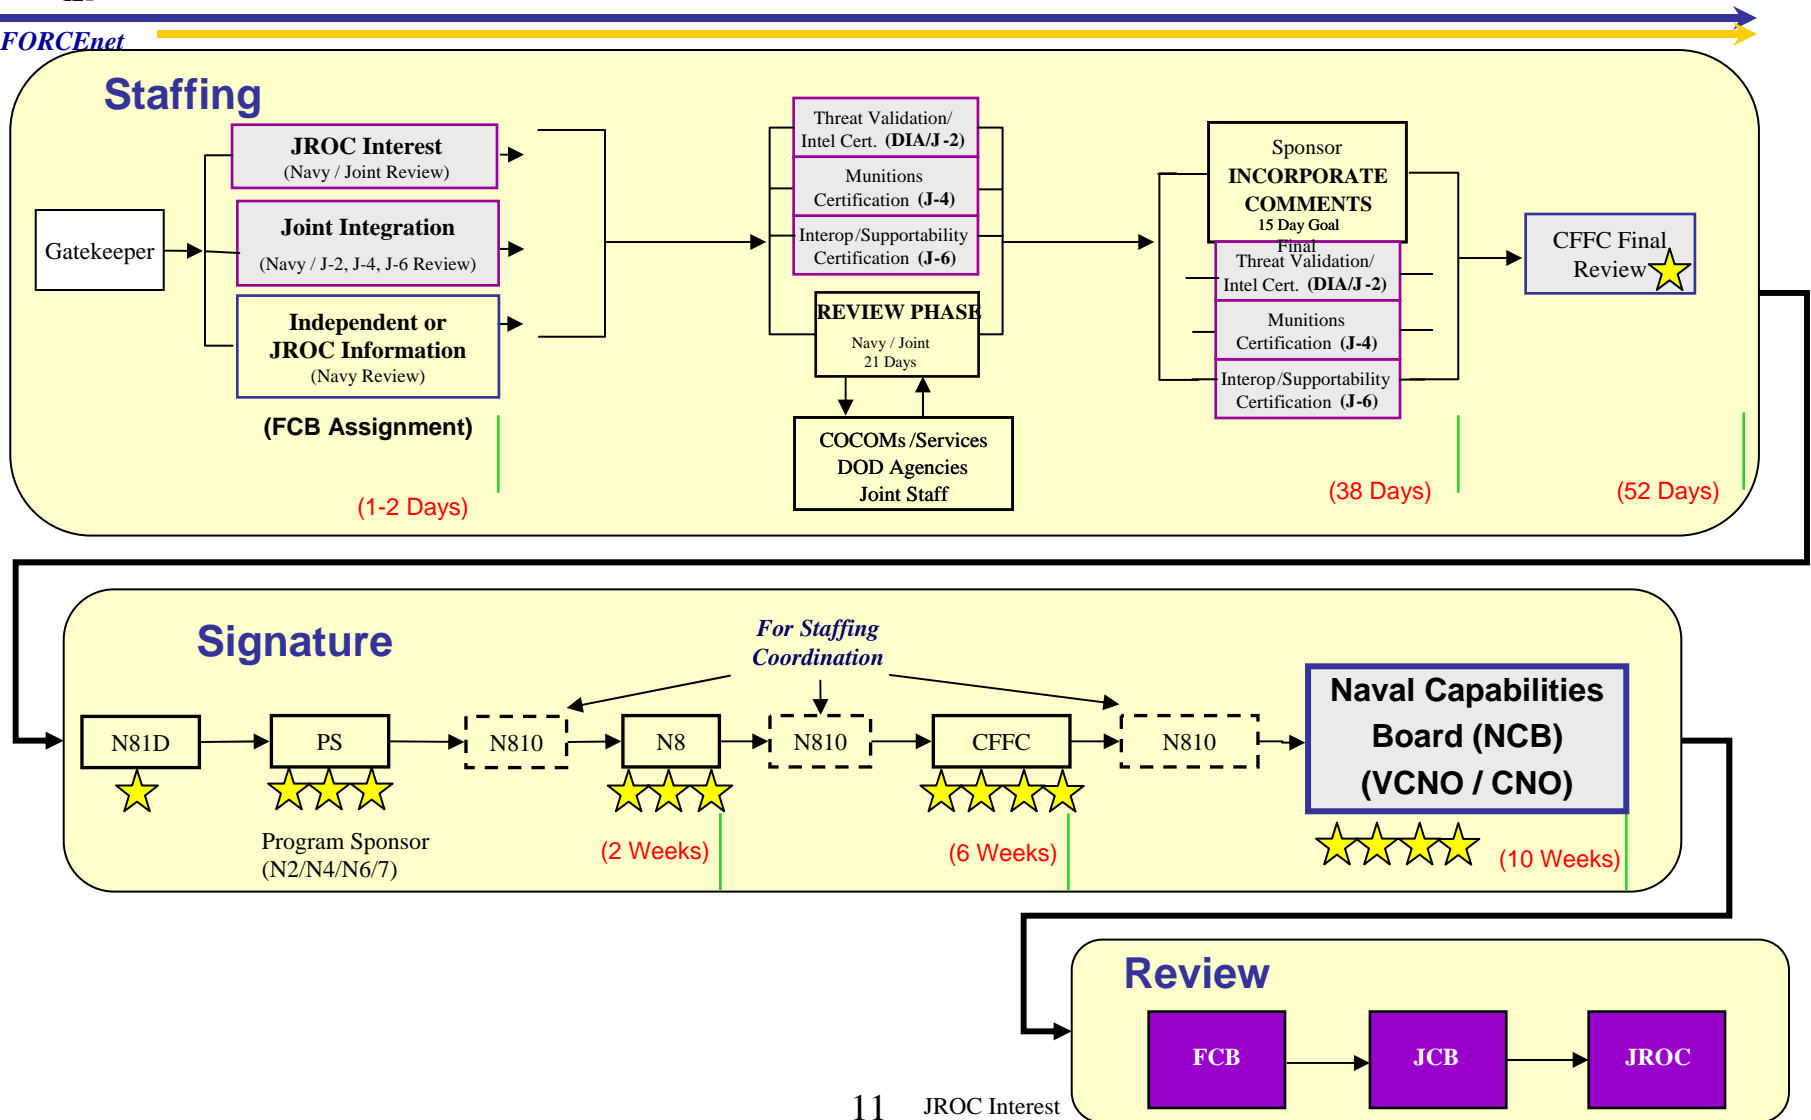 FORCEnet
Staffing
Gatekeeper
JROC Interest
(Navy / Joint Review)
Joint Integration
(Navy / J-2, J-4, J-6 Review)
Independent or
JROC Information
(Navy Review)
(FCB Assignment)
(1-2 Days)
Threat Validation/
Intel Cert. (DIA/J-2)
Munitions
Certification (J-4)
Interop/Supportability
Certification (J-6)
REVIEW PHASE
Navy / Joint
21 Days
COCOMs/Services
DOD Agencies
Joint Staff
Sponsor
INCORPORATE
COMMENTS
15 Day Goal
Final
Threat Validation/
Intel Cert. (DIA/J-2)
Munitions
Certification (J-4)
Interop/Supportability
Certification (J-6)
(38 Days)
CFFC Final
Review
(52 Days)
Signature
For Staffing
Coordination
N81D
PS
N810
N8
N810
CFFC
N810
Naval Capabilities
Board (NCB)
(VCNO / CNO)
Program Sponsor
(N2/N4/N6/7)
(2 Weeks)
(6 Weeks)
(10 Weeks)
Review
FCB
JCB
JROC
11
JROC Interest